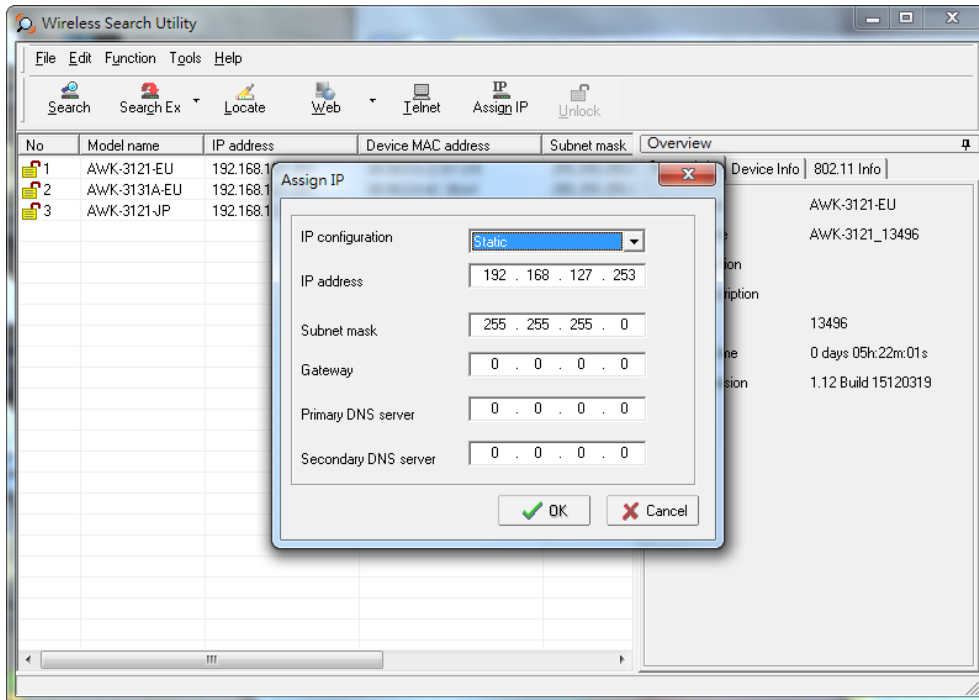 Wireless Search Utility
File Edit Function Tools Help
Search Search Ex Locate Web Telnet Assign IP Unlock
No Model name IP address Device MAC address Subnet mask Overview
1 AWK-3121-EU 192.168.1
2 AWK-3131A-EU 192.168.1
3 AWK-3121-JP 192.168.1
Device Info 802.11 Info
AWK-3121-EU
AWK-3121_13496
13496
0 days 05h:22m:01s
1.12 Build 15120319
Assign IP
IP configuration Static
IP address 192 . 168 . 127 . 253
Subnet mask 255 . 255 . 255 . 0
Gateway 0 . 0 . 0 . 0
Primary DNS server 0 . 0 . 0 . 0
Secondary DNS server 0 . 0 . 0 . 0
OK Cancel